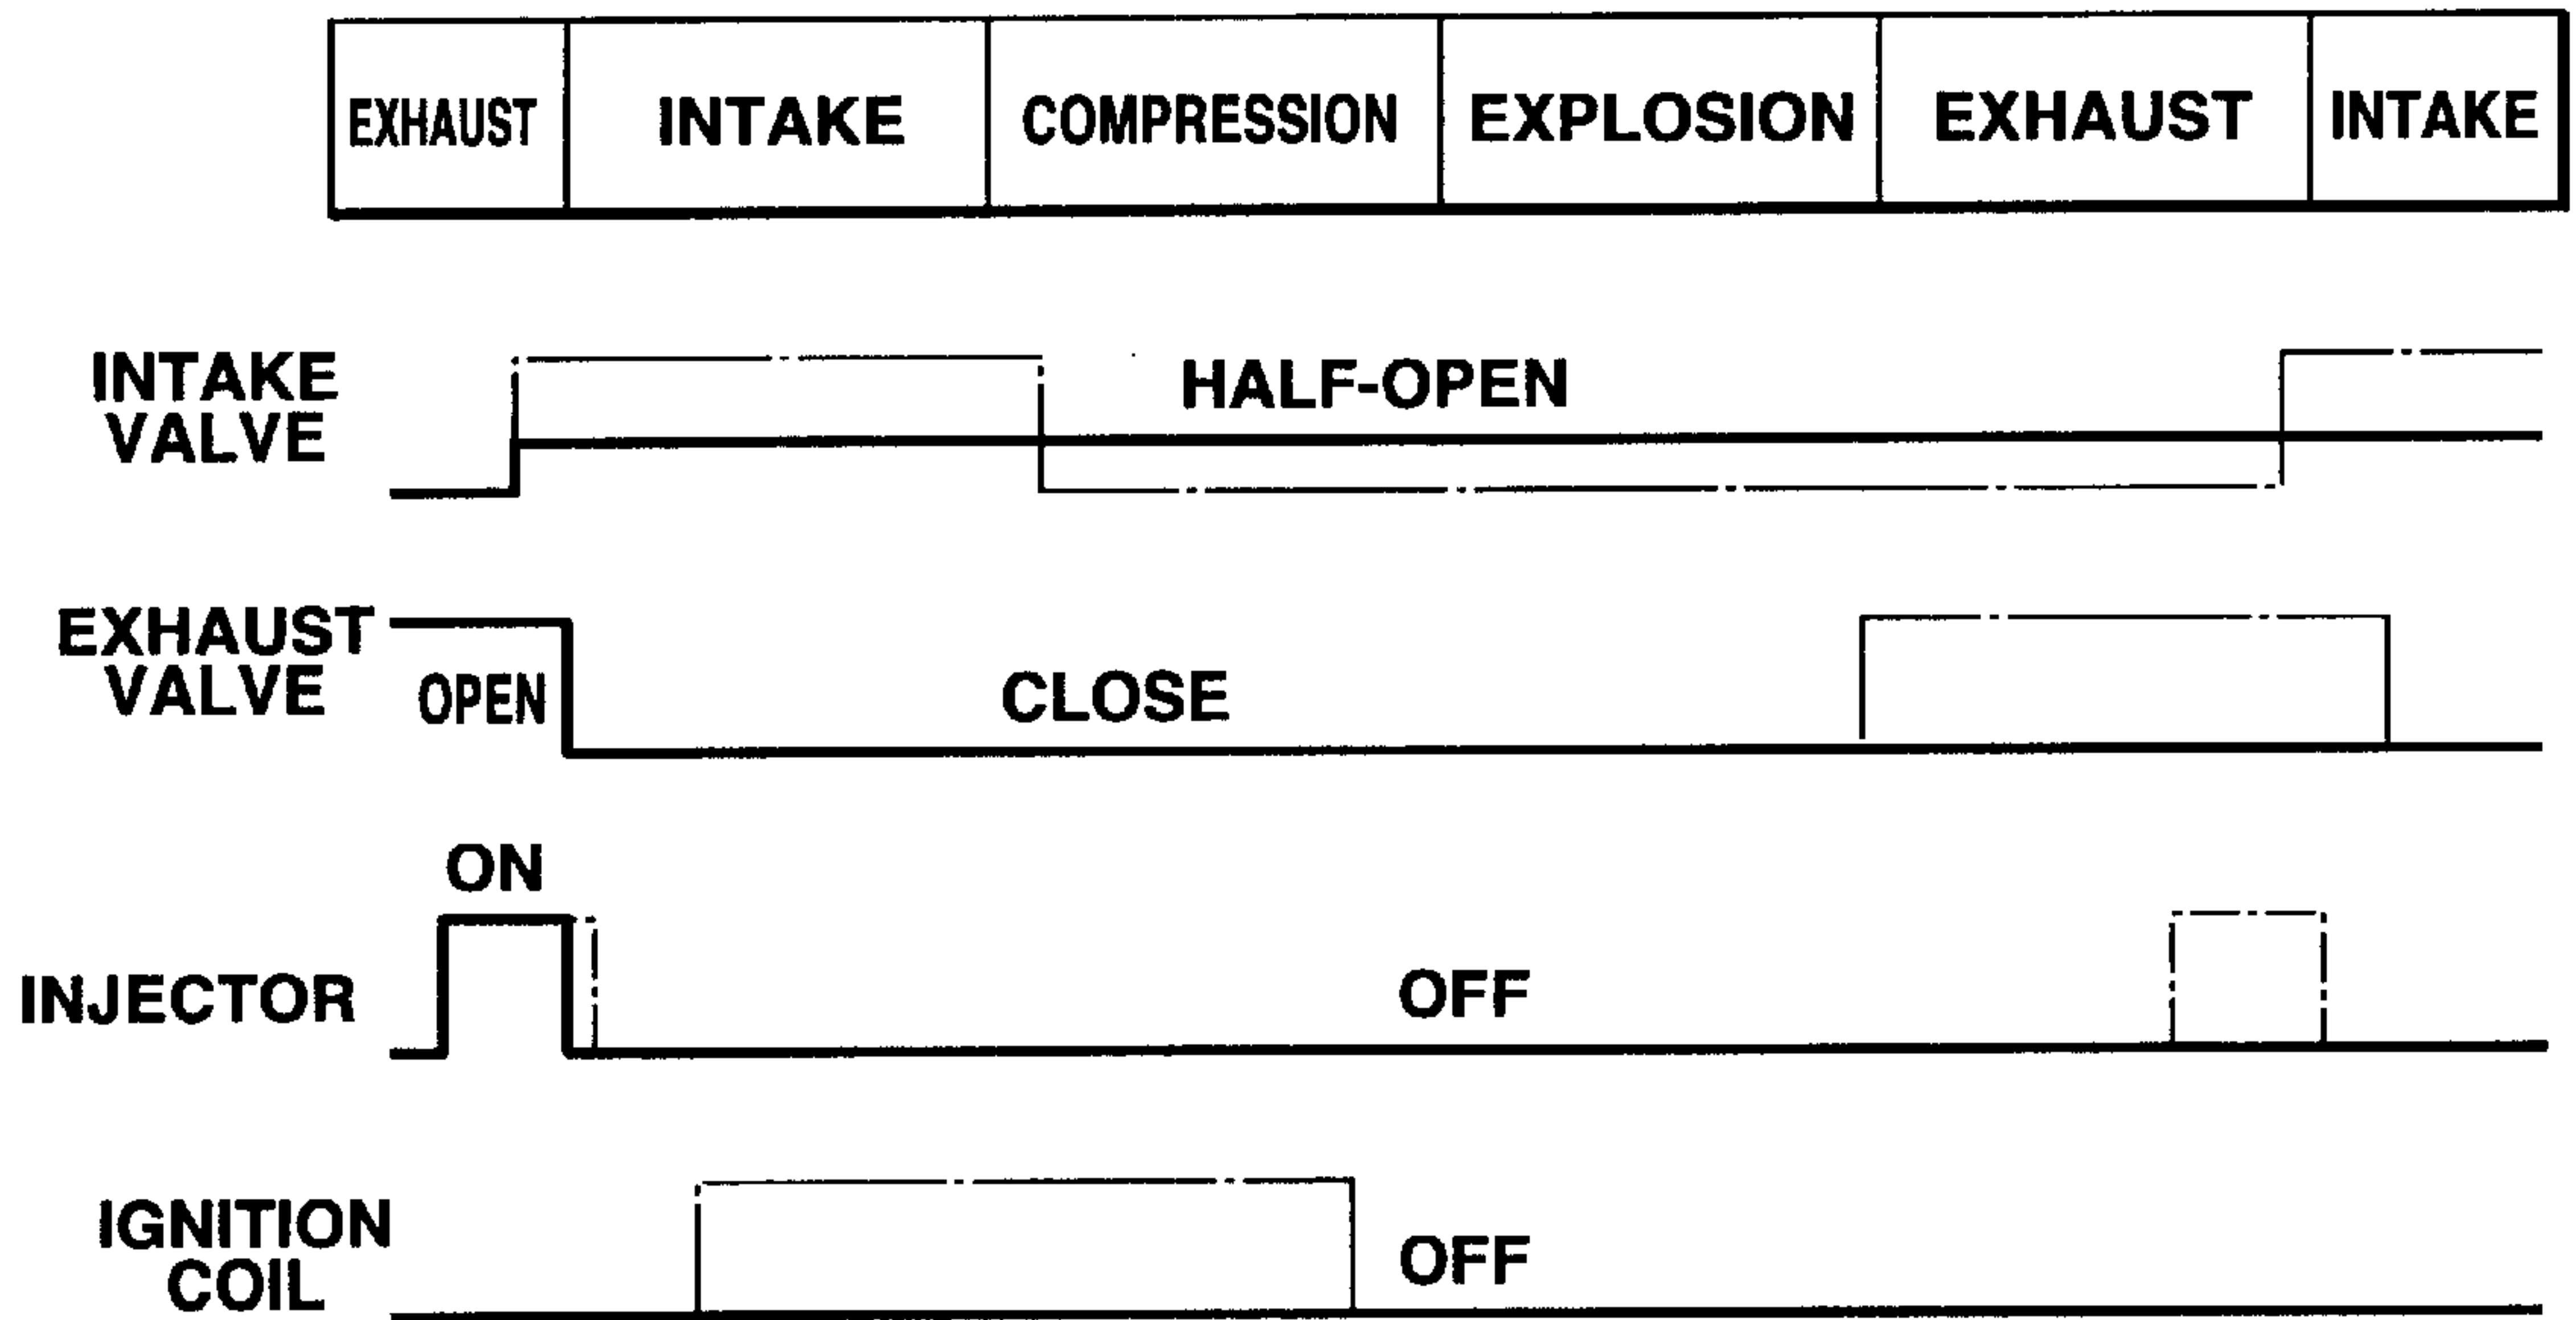 EXHAUST INTAKE COMPRESSION EXPLOSION EXHAUST INTAKE
INTAKE
VALVE
HALF-OPEN
EXHAUST
VALVE
OPEN
CLOSE
ON
INJECTOR
OFF
IGNITION
COIL
OFF